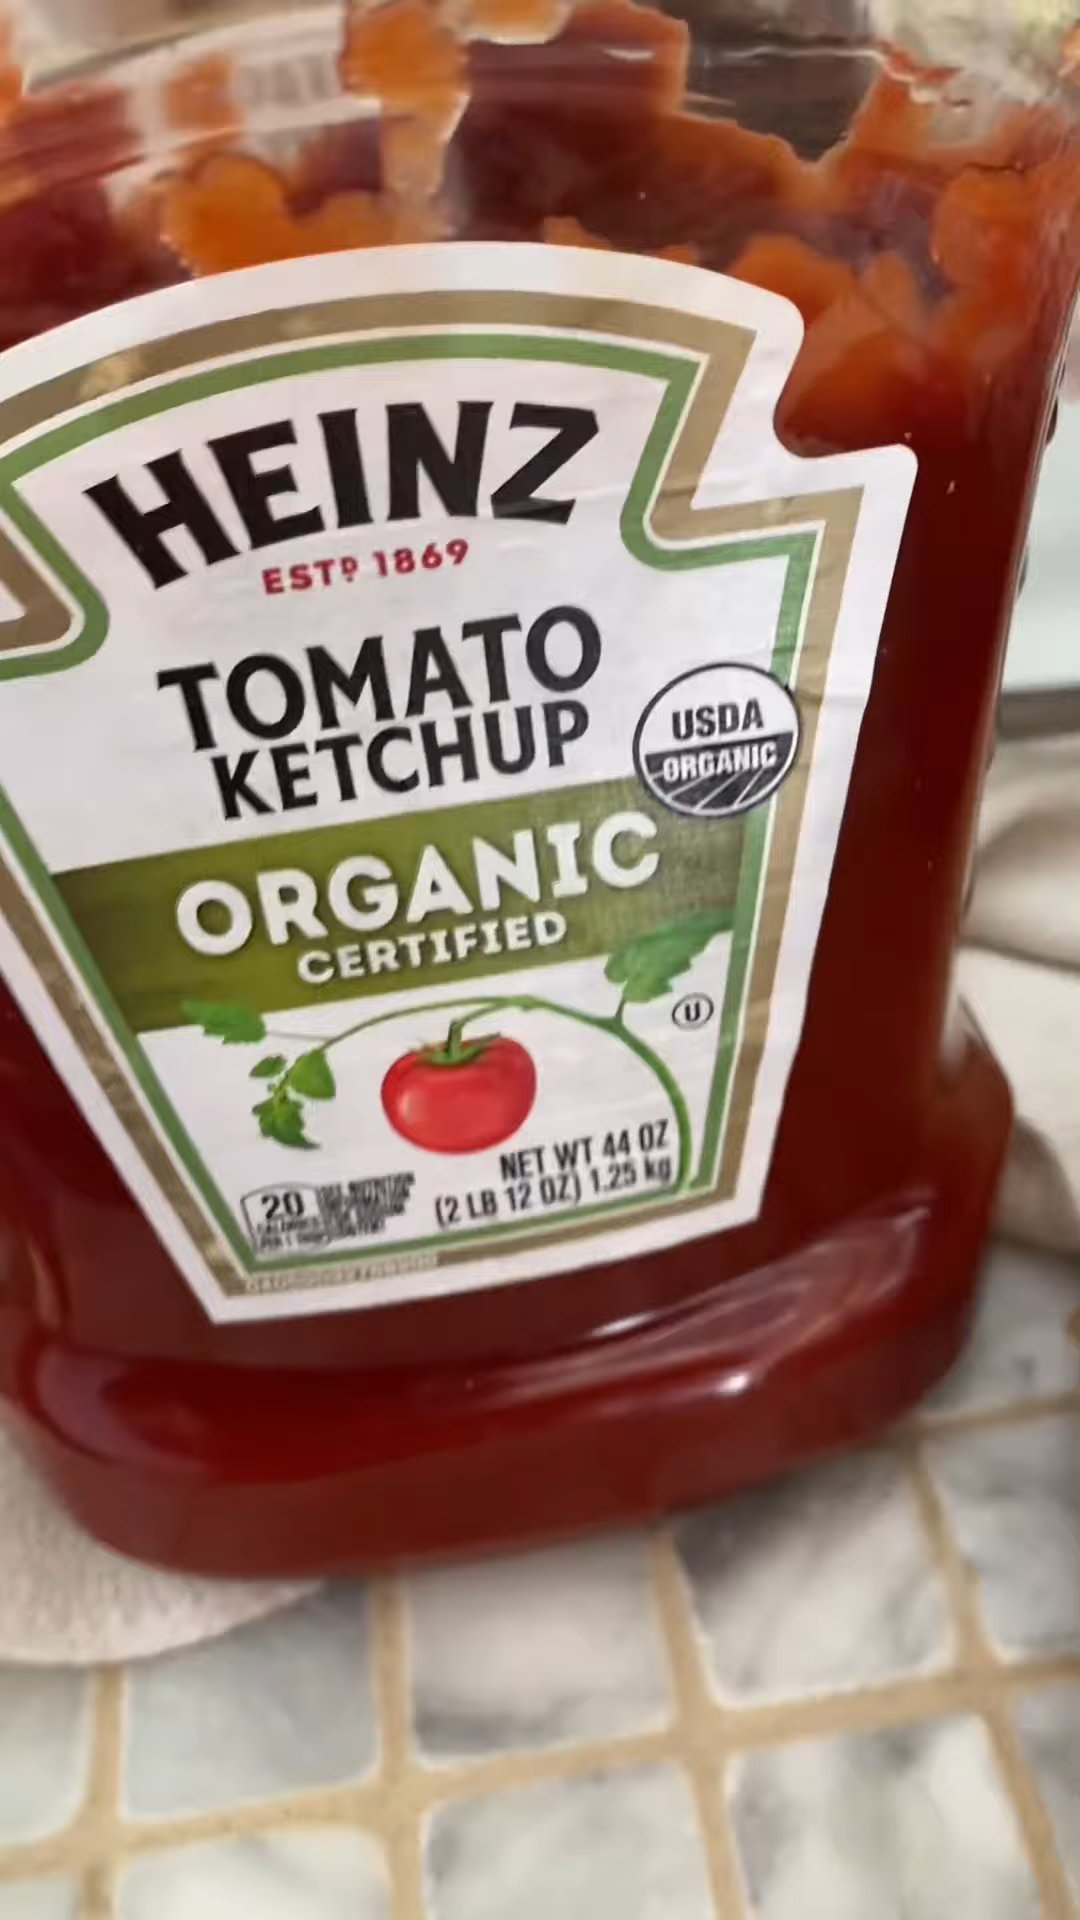 HEINZ
ESTD 1869
TOMATO
KETCHUP
USDA
ORGANIC
ORGANIC
CERTIFIED
U
NET WT 44 OZ
(2 LB 12 OZ) 1.25 kg
20
CALORIES